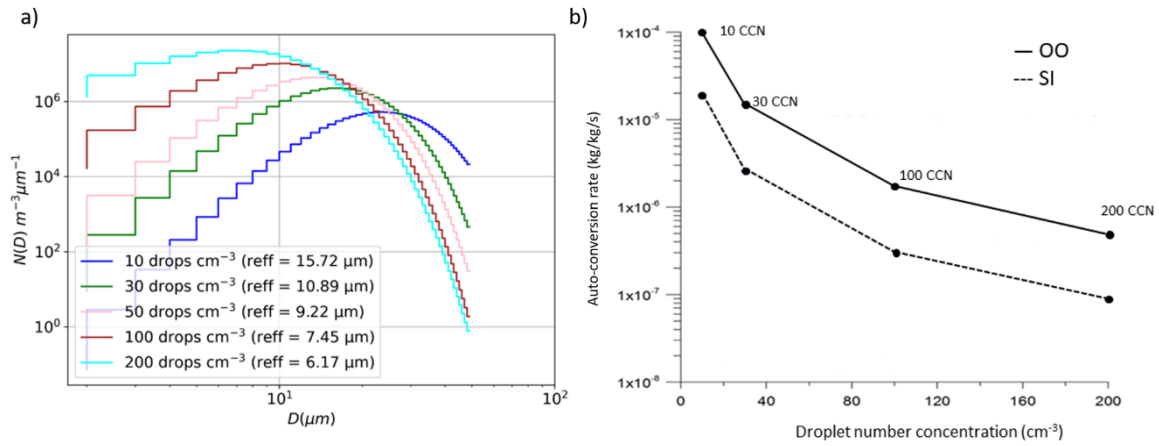 a)
10⁶
10⁴
10²
10⁰
N(D) m⁻³μm⁻¹
10 drops cm⁻³ (reff = 15.72 μm)
30 drops cm⁻³ (reff = 10.89 μm)
50 drops cm⁻³ (reff = 9.22 μm)
100 drops cm⁻³ (reff = 7.45 μm)
200 drops cm⁻³ (reff = 6.17 μm)
10¹
10²
D(μm)
b)
1x10⁻⁴
1x10⁻⁵
1x10⁻⁶
1x10⁻⁷
1x10⁻⁸
Auto-conversion rate (kg/kg/s)
10 CCN
30 CCN
100 CCN
200 CCN
OO
SI
0 40 80 120 160 200
Droplet number concentration (cm⁻³)